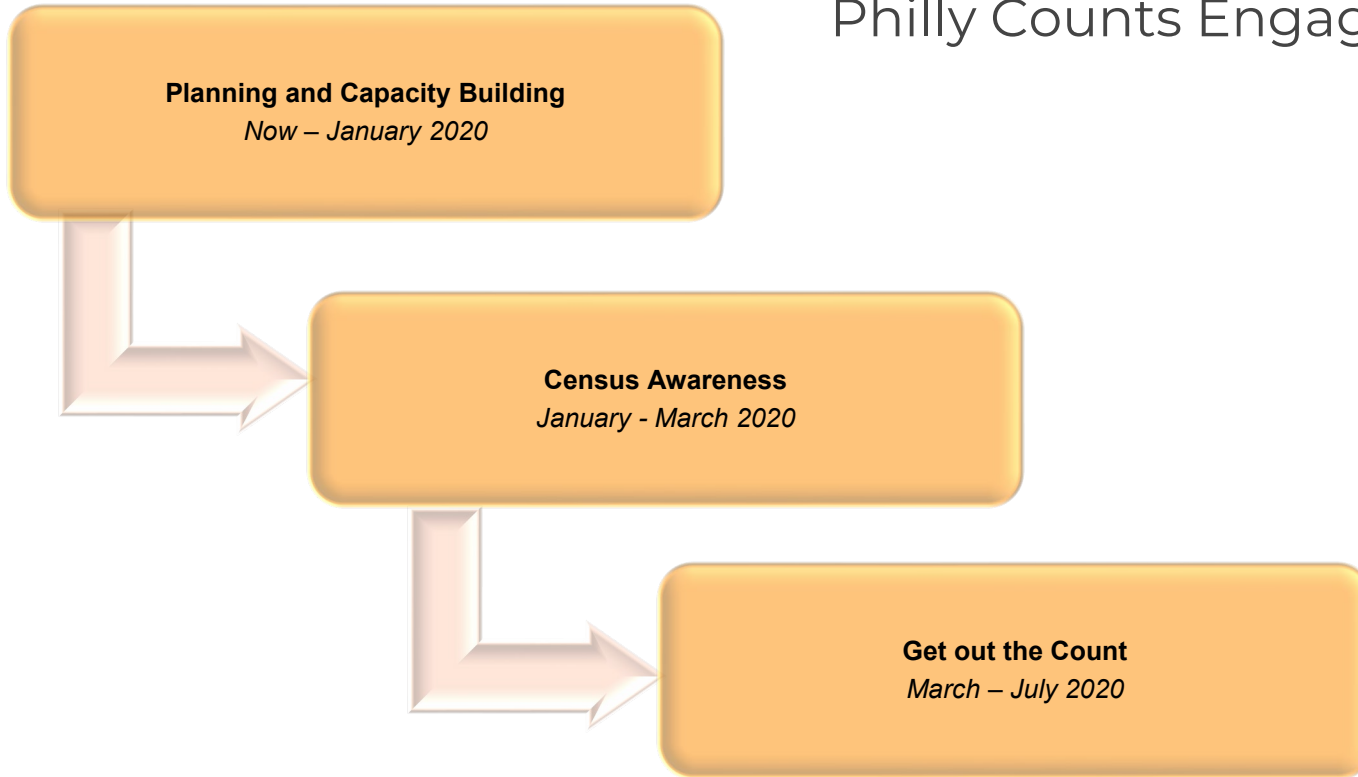 Philly Counts Engag
Planning and Capacity Building
Now – January 2020
Census Awareness
January - March 2020
Get out the Count
March – July 2020